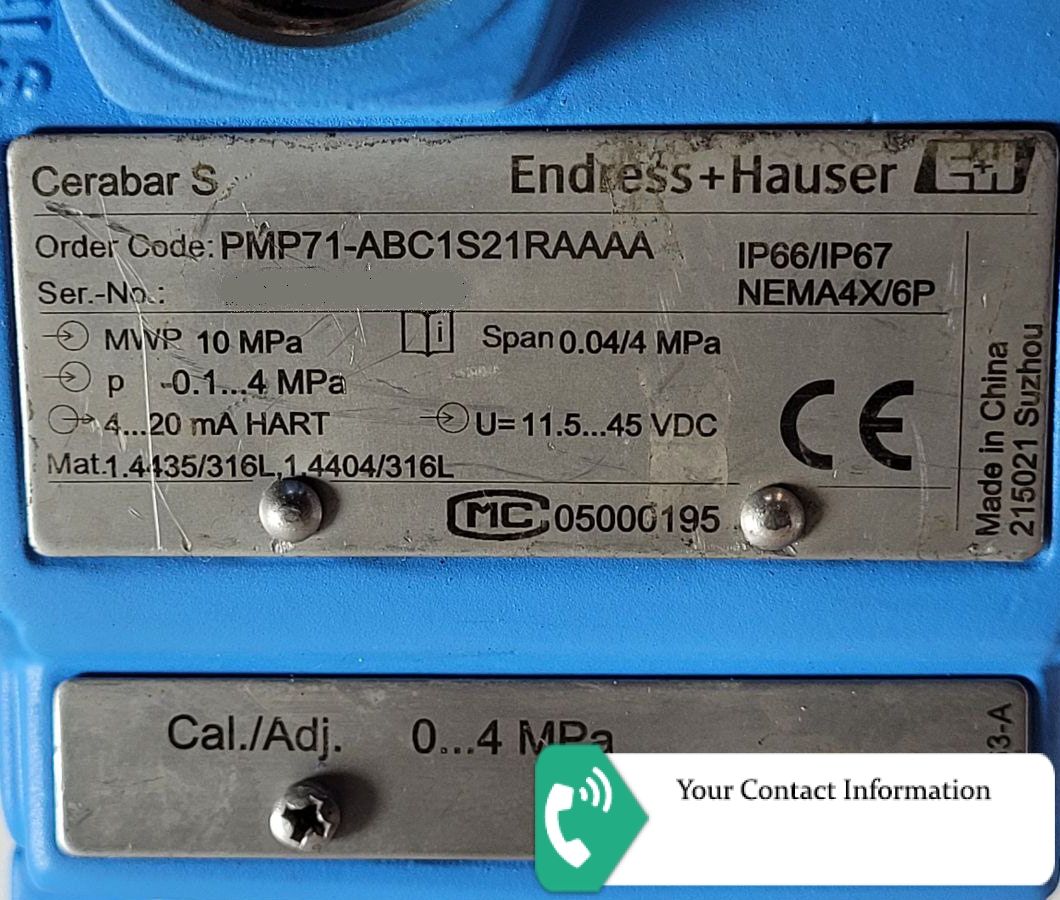 Cerabar S
Endress+Hauser
Order Code: PMP71-ABC1S21RAAAA
IP66/IP67
Ser.-No.:
NEMA4X/6P
MWP 10 MPa
i
Span 0.04/4 MPa
p -0.1...4 MPa
4...20 mA HART
U= 11.5...45 VDC
CE
Mat.1.4435/316L,1.4404/316L
MC 05000195
Made in China
215021 Suzhou
Cal./Adj. 0...4 MPa
Your Contact Information